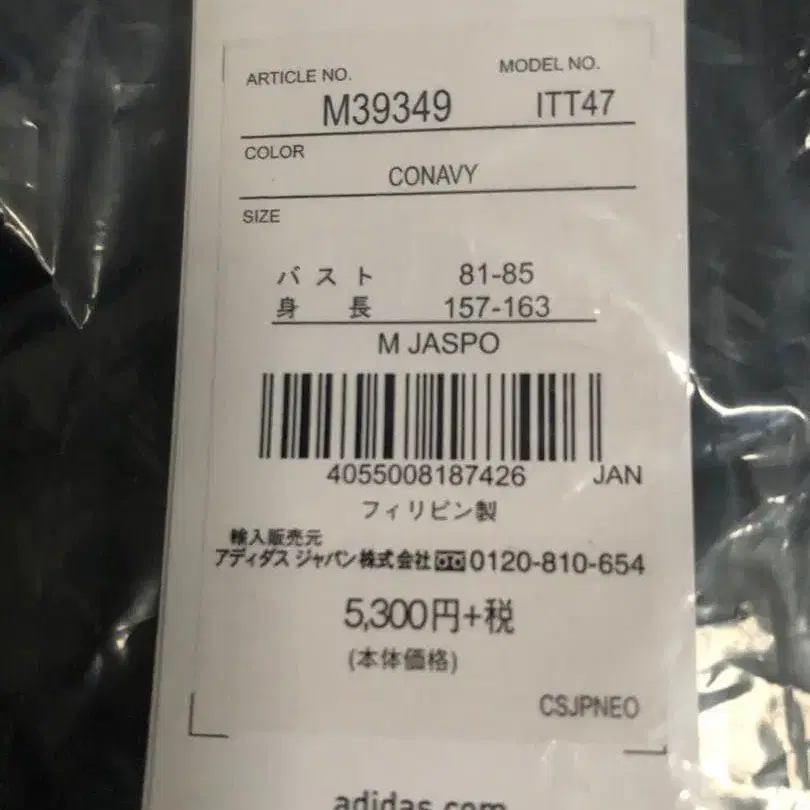 ARTICLE NO. MODEL NO.
M39349 ITT47
COLOR
CONAVY
SIZE
バスト 81-85
身長 157-163
M JASPO
4055008187426 JAN
フィリピン製
輸入販売元
アディダス ジャパン株式会社 0120-810-654
5,300円+税
(本体価格)
CSJPNEO
adidas.com